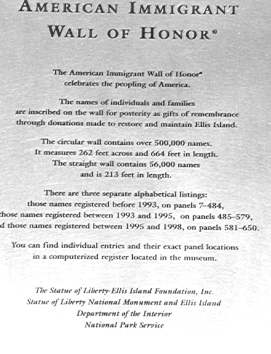 AMERICAN IMMIGRANT
WALL OF HONOR®
The American Immigrant Wall of Honor®
celebrates the peopling of America.
The names of individuals and families
are inscribed on the wall for posterity as gifts of remembrance
through donations made to restore and maintain Ellis Island.
The circular wall contains over 500,000 names.
It measures 262 feet across and 664 feet in length.
The straight wall contains 56,000 names
and is 213 feet in length.
There are three separate alphabetical listings:
those names registered before 1993, on panels 7–484,
those names registered between 1993 and 1995, on panels 485–579,
d those names registered between 1995 and 1998, on panels 581–650.
You can find individual entries and their exact panel locations
in a computerized register located in the museum.
The Statue of Liberty-Ellis Island Foundation, Inc.
Statue of Liberty National Monument and Ellis Island
Department of the Interior
National Park Service